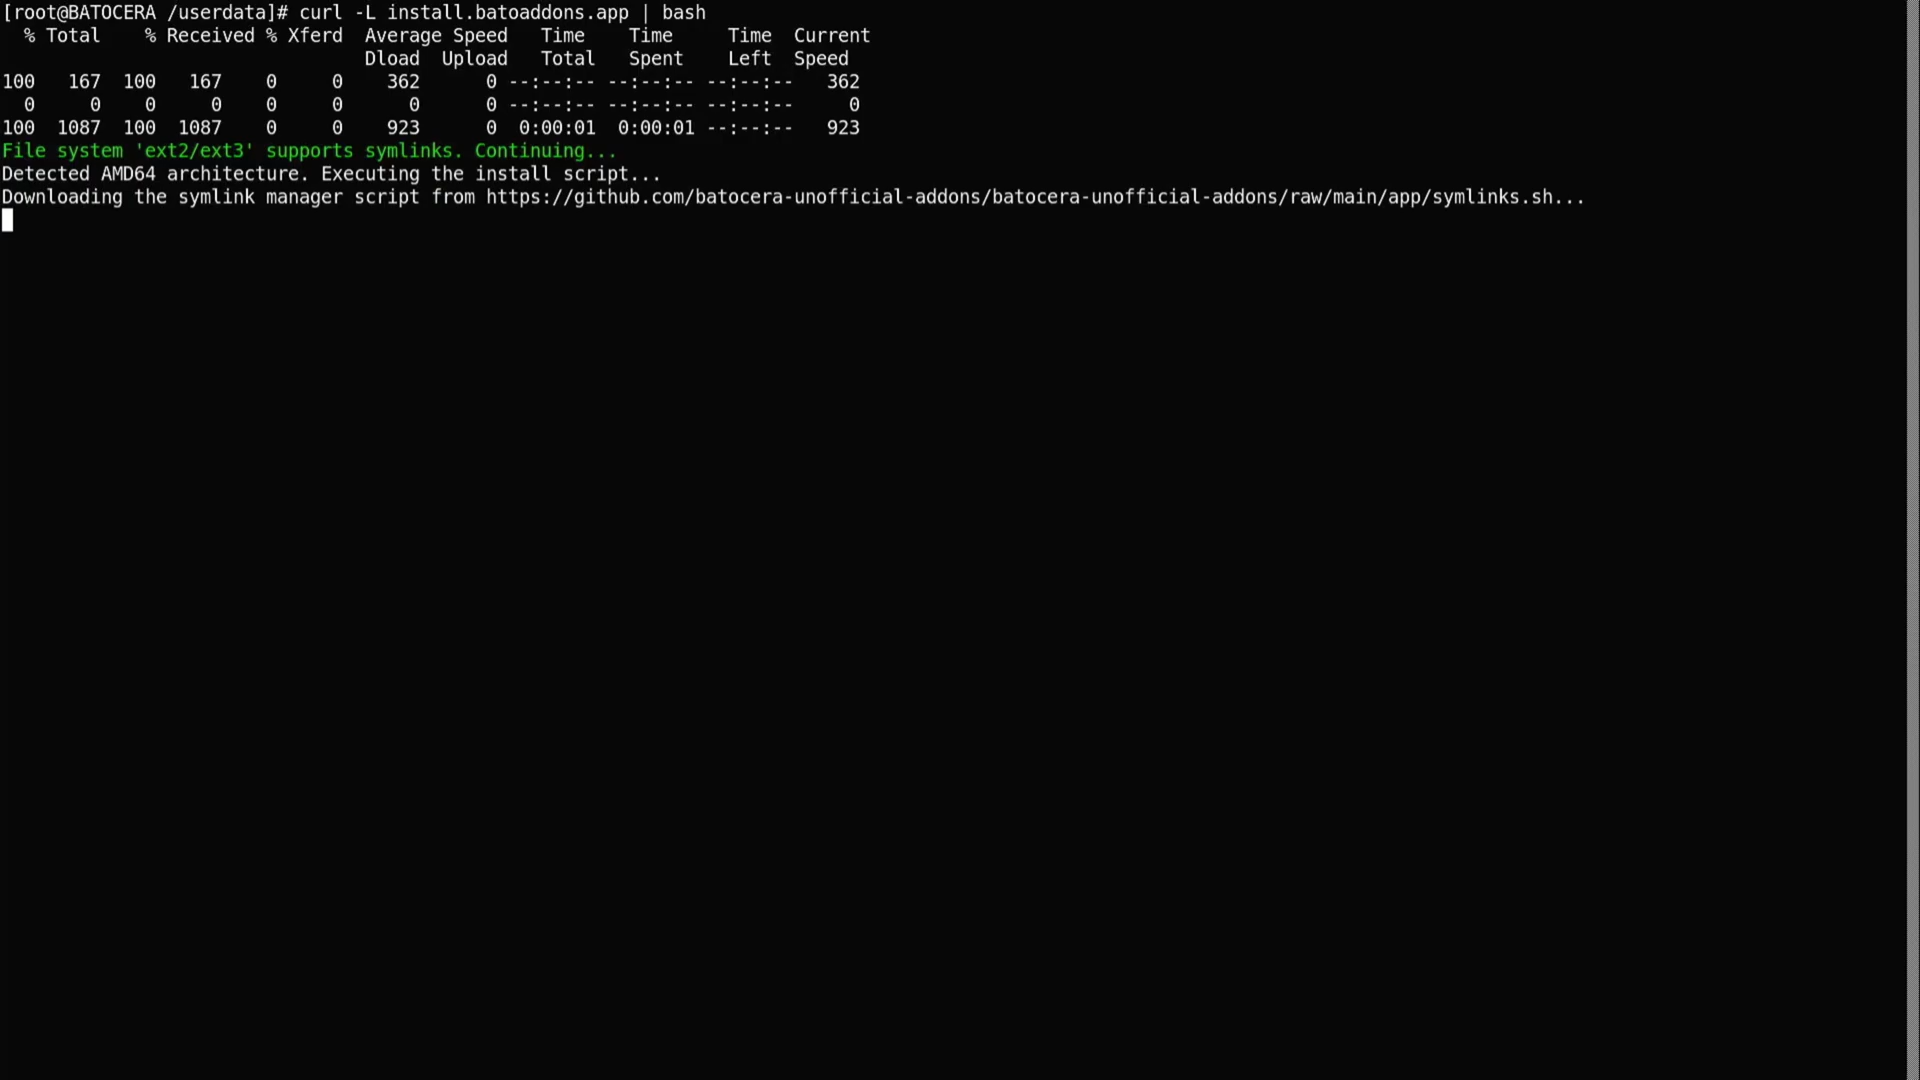 [root@BATOCERA /userdata]# curl -L install.batoaddons.app | bash
  % Total    % Received % Xferd  Average Speed   Time    Time     Time  Current
                                 Dload  Upload   Total   Spent    Left  Speed
100   167  100   167    0     0    362      0 --:--:-- --:--:-- --:--:--   362
  0     0    0     0    0     0      0      0 --:--:-- --:--:-- --:--:--     0
100  1087  100  1087    0     0    923      0  0:00:01  0:00:01 --:--:--   923
File system 'ext2/ext3' supports symlinks. Continuing...
Detected AMD64 architecture. Executing the install script...
Downloading the symlink manager script from https://github.com/batocera-unofficial-addons/batocera-unofficial-addons/raw/main/app/symlinks.sh...